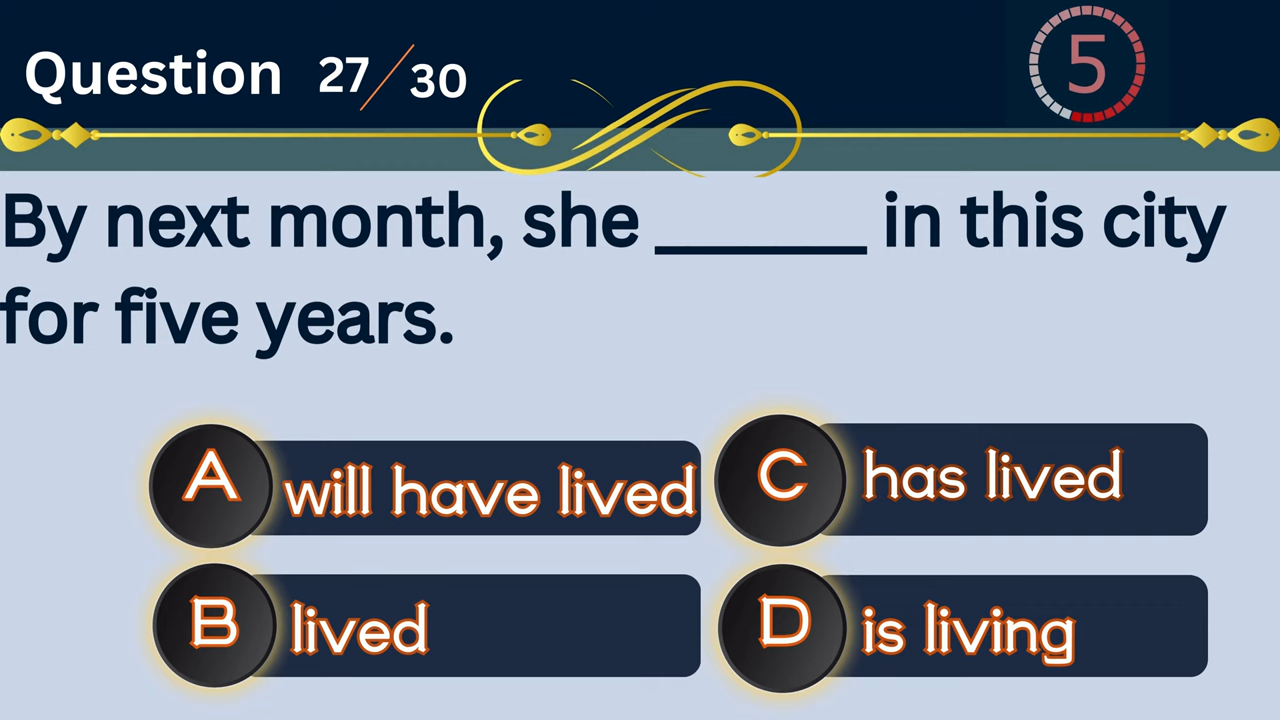 Question 27/30
5
By next month, she ______ in this city
for five years.
A will have lived
B lived
C has lived
D is living